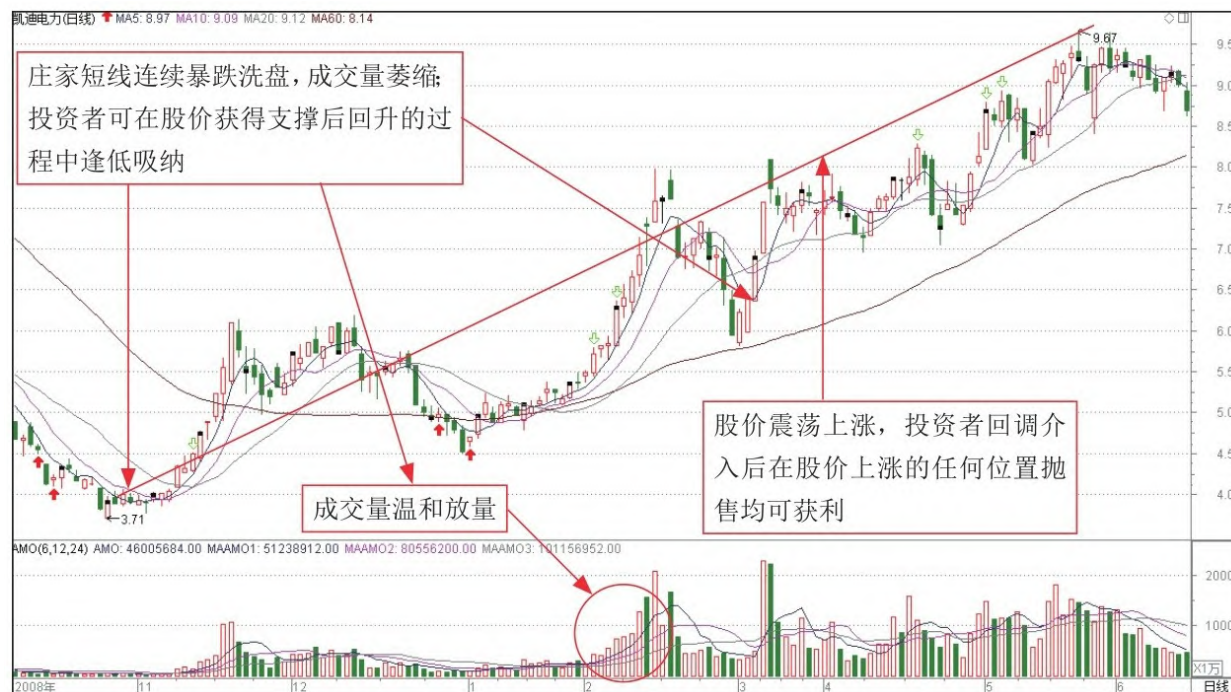 凯迪电力(日线) MA5: 8.97 MA10: 9.09 MA20: 9.12 MA60: 8.14
9.67
9.5
庄家短线连续暴跌洗盘,成交量萎缩;
投资者可在股价获得支撑后回升的过
程中逢低吸纳
9.0
8.5
8.0
7.5
7.0
6.5
6.0
5.5
5.0
股价震荡上涨，投资者回调介
入后在股价上涨的任何位置抛
售均可获利
4.5
成交量温和放量
4.0
3.71
AMO(6,12,24) AMO: 46005684.00 MAAMO1: 51238912.00 MAAMO2: 80556200.00 MAAMO3: 101156952.00
2000
1000
X1万
2008年 11 12 1 2 3 4 5 6 日线